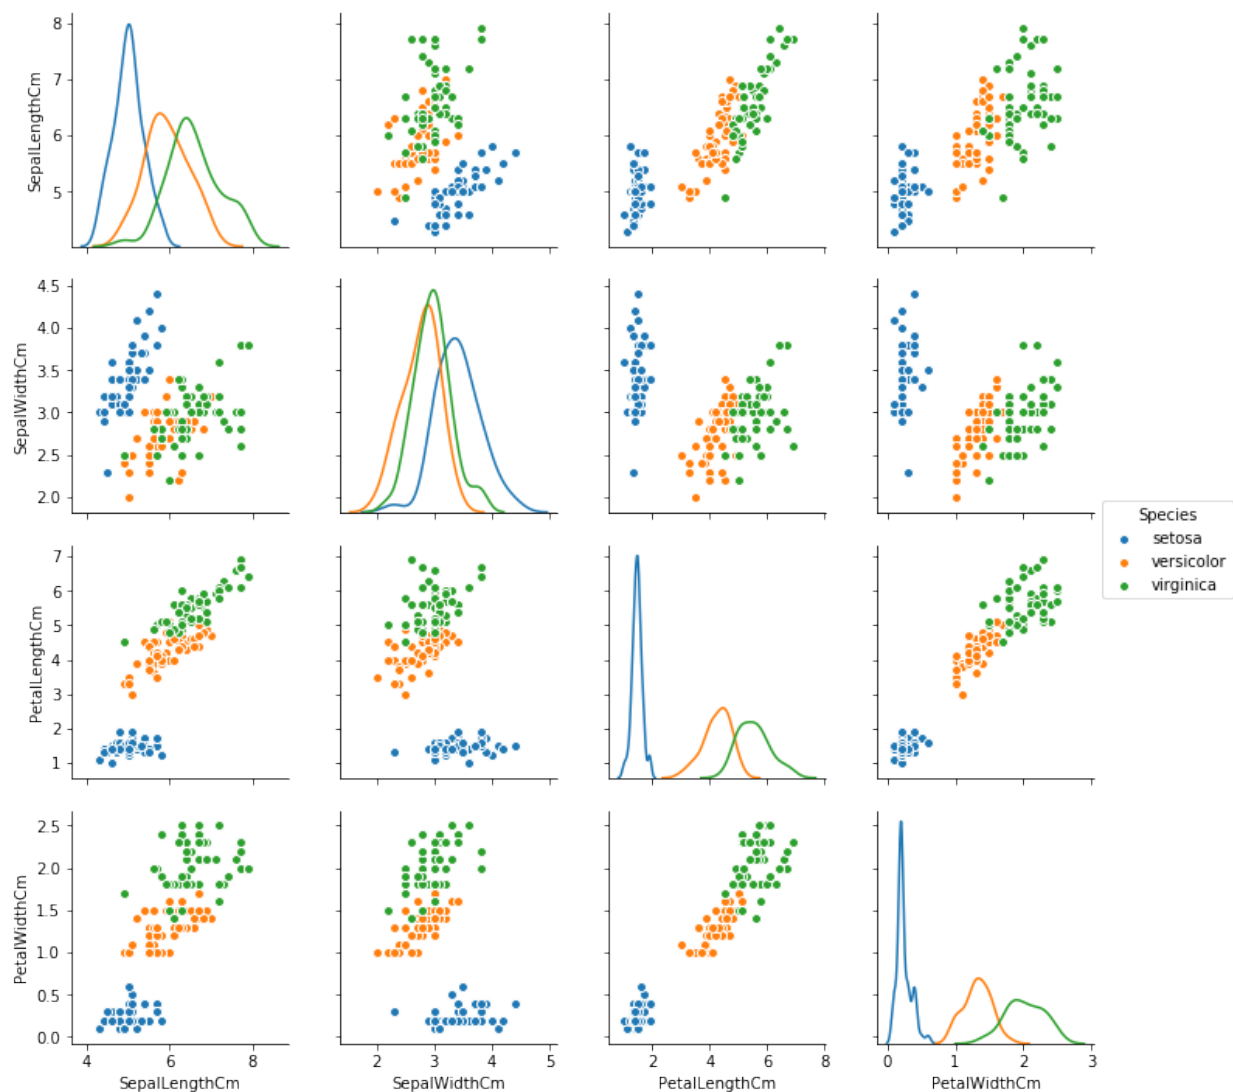 8
7
6
5
SepalLengthCm
4.5
4.0
3.5
3.0
2.5
2.0
SepalWidthCm
Species
setosa
versicolor
virginica
7
6
5
4
3
2
1
PetalLengthCm
2.5
2.0
1.5
1.0
0.5
0.0
PetalWidthCm
4 6 8 2 3 4 5 2 4 6 8 0 1 2 3
SepalLengthCm SepalWidthCm PetalLengthCm PetalWidthCm